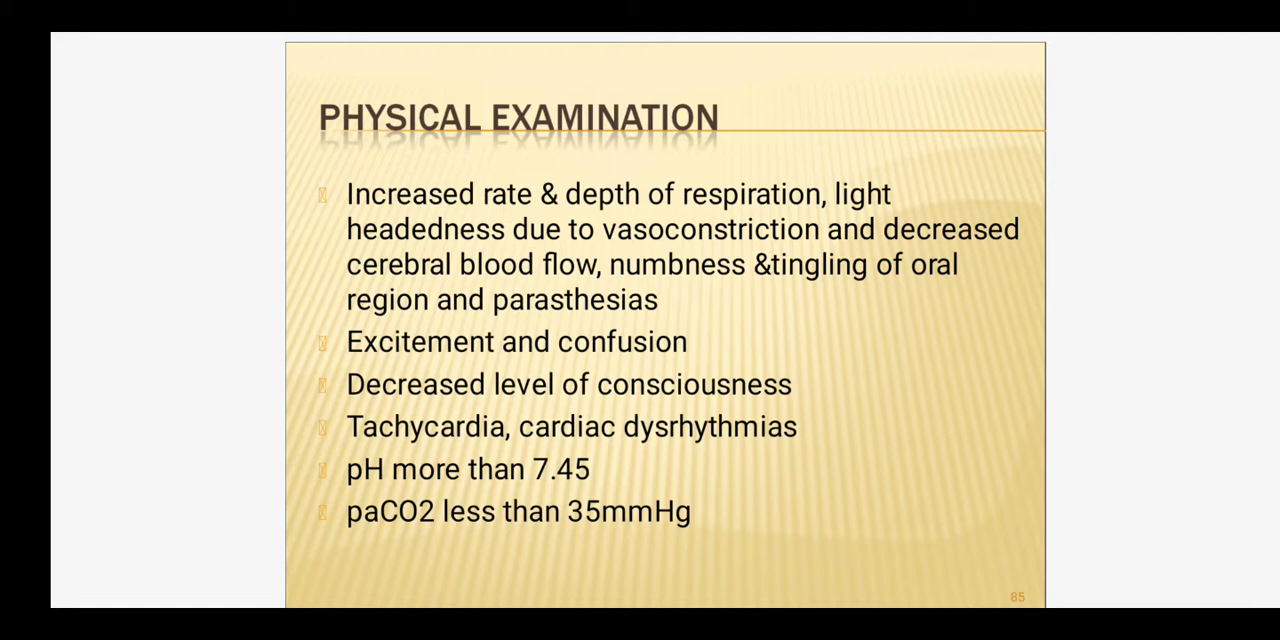 PHYSICAL EXAMINATION
Increased rate & depth of respiration, light
headedness due to vasoconstriction and decreased
cerebral blood flow, numbness &tingling of oral
region and parasthesias
Excitement and confusion
Decreased level of consciousness
Tachycardia, cardiac dysrhythmias
pH more than 7.45
paCO2 less than 35mmHg
85